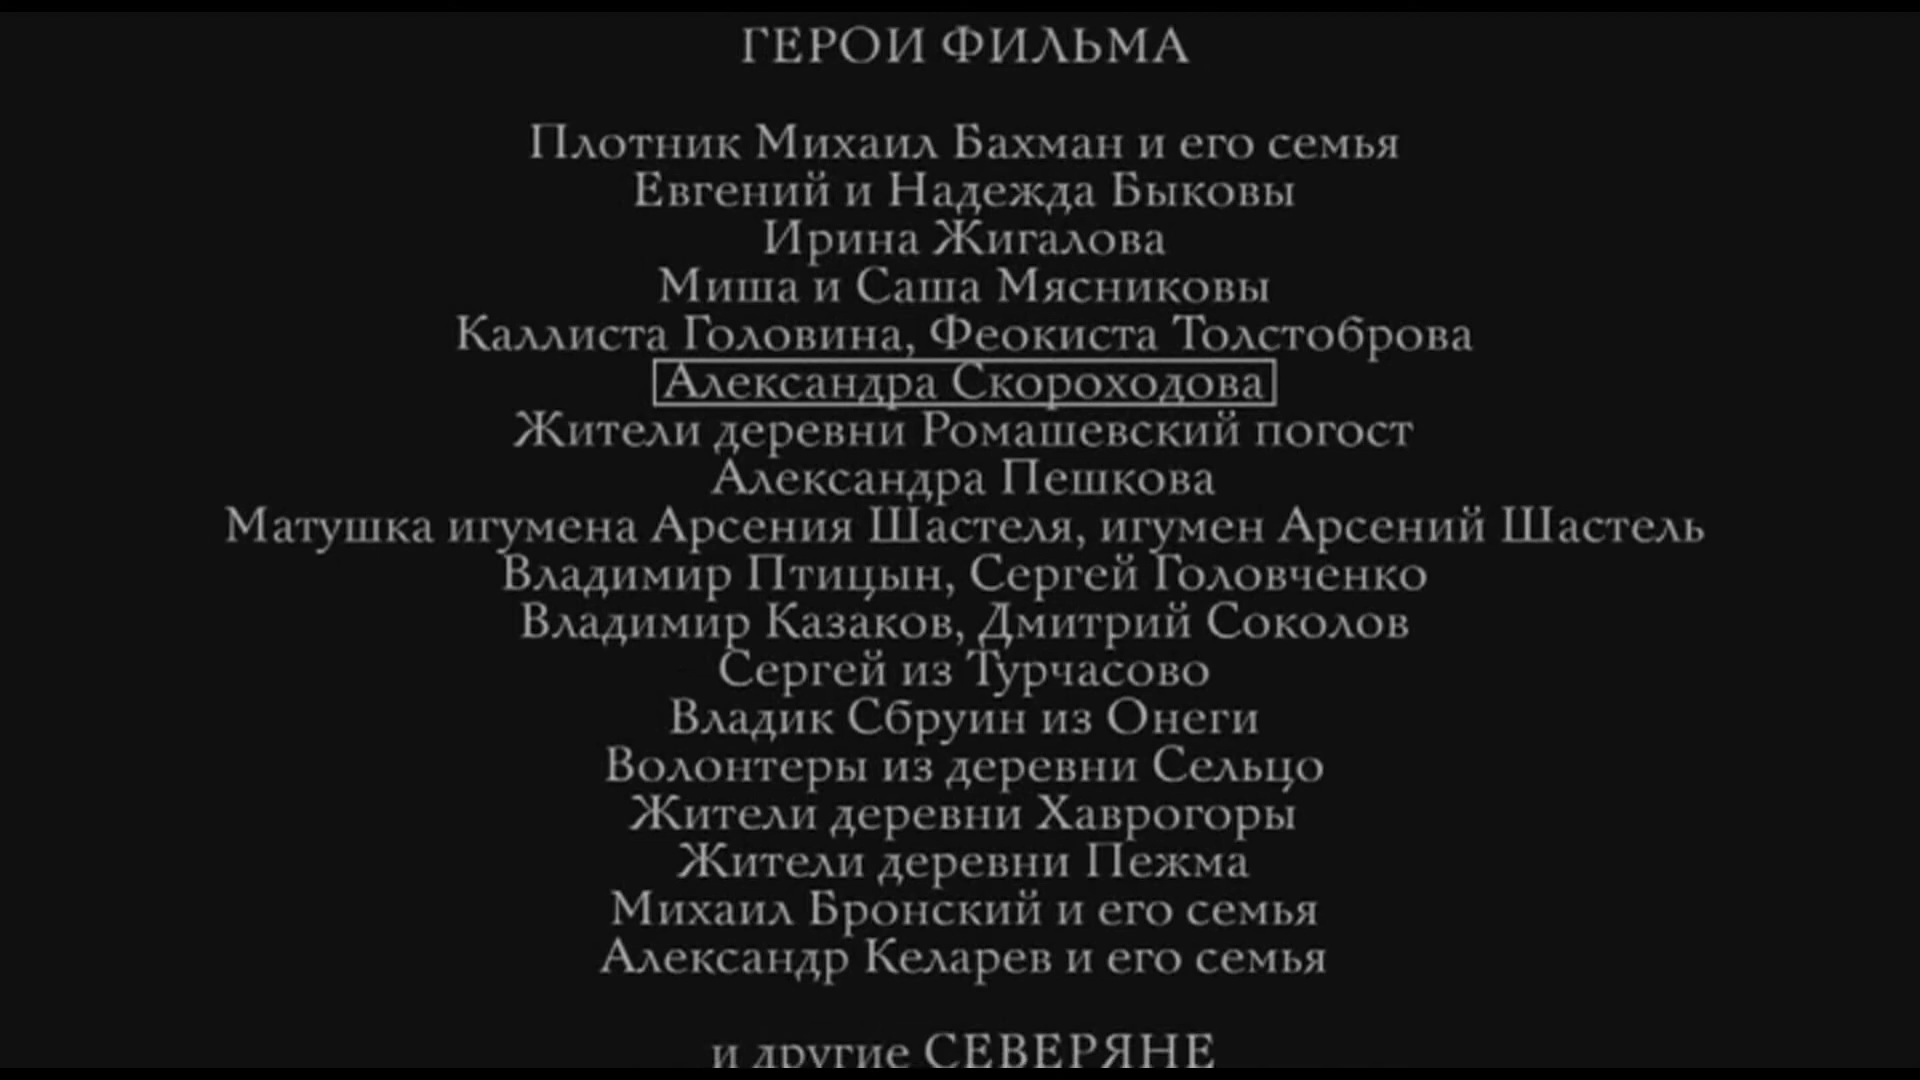 ГЕРОИ ФИЛЬМА
Плотник Михаил Бахман и его семья
Евгений и Надежда Быковы
Ирина Жигалова
Миша и Саша Мясниковы
Каллиста Головина, Феокиста Толстоброва
Александра Скороходова
Жители деревни Ромашевский погост
Александра Пешкова
Матушка игумена Арсения Шастеля, игумен Арсений Шастель
Владимир Птицын, Сергей Головченко
Владимир Казаков, Дмитрий Соколов
Сергей из Турчасово
Владик Сбруин из Онеги
Волонтеры из деревни Сельцо
Жители деревни Хаврогоры
Жители деревни Пежма
Михаил Бронский и его семья
Александр Келарев и его семья
и другие СЕВЕРЯНЕ